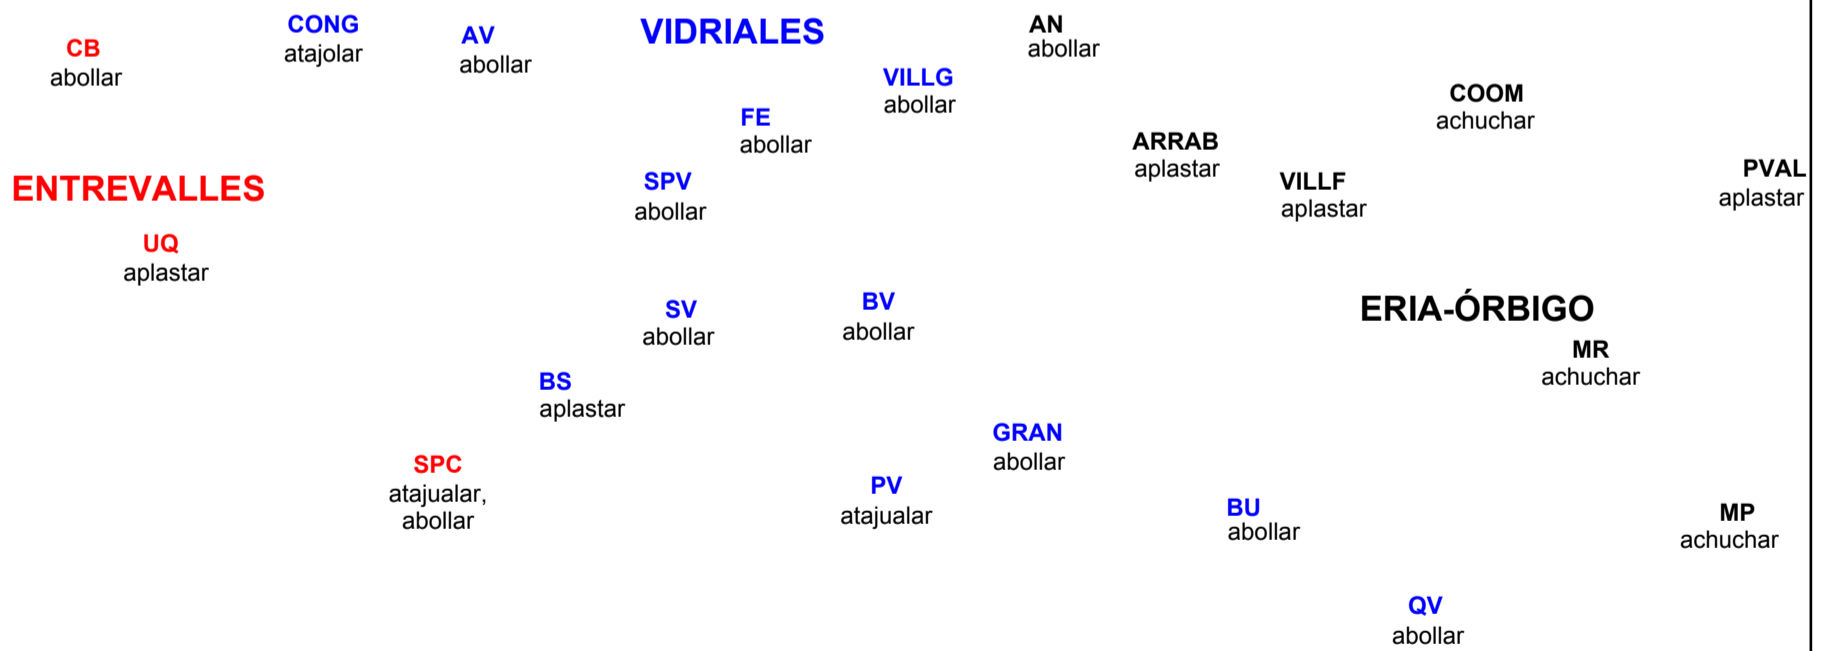 CONG
atajolar
AV
abollar
VIDRIALES
AN
abollar
CB
abollar
VILLG
abollar
COOM
achuchar
FE
abollar
ARRAB
aplastar
PVAL
aplastar
ENTREVALLES
SPV
abollar
VILLF
aplastar
UQ
aplastar
SV
abollar
BV
abollar
ERIA-ÓRBIGO
MR
achuchar
BS
aplastar
GRAN
abollar
SPC
atajualar,
abollar
PV
atajualar
BU
abollar
MP
achuchar
QV
abollar